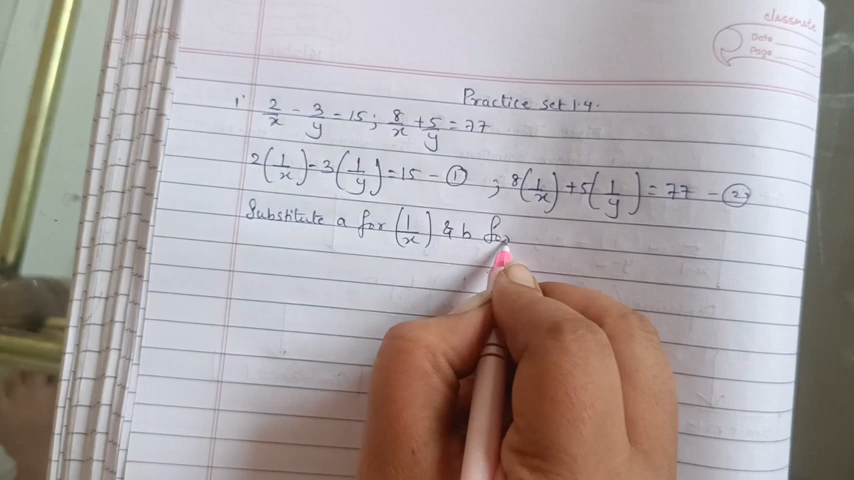 classmate
Date
Page
Practice set 1.4.
1. 2/x - 3/y = 15; 8/x + 5/y = 77
2(1/x) - 3(1/y) = 15 - ① ; 8(1/x) + 5(1/y) = 77 - ②
Substitute a for (1/x) & b for